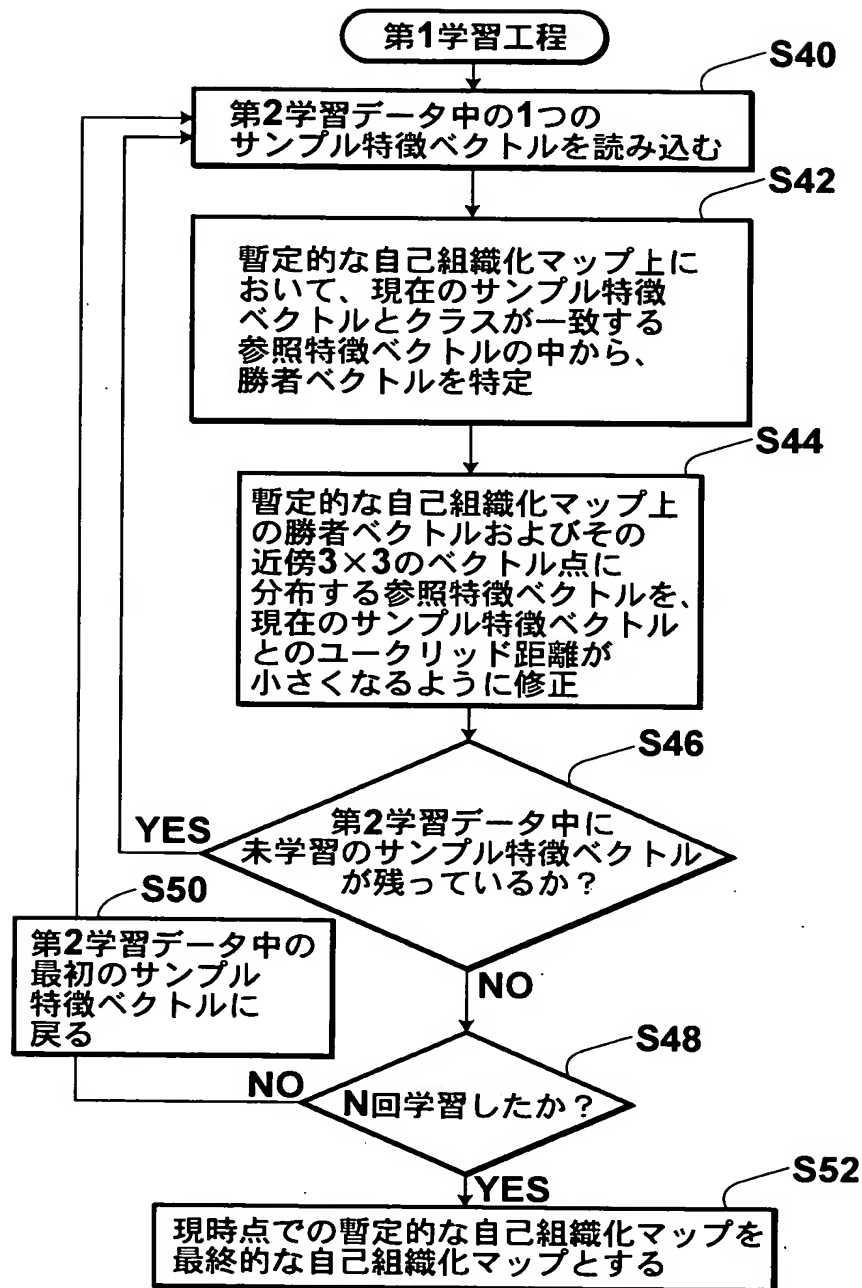 第1学習工程
S40
第2学習データ中の1つの
サンプル特徴ベクトルを読み込む
S42
暫定的な自己組織化マップ上に
おいて、現在のサンプル特徴
ベクトルとクラスが一致する
参照特徴ベクトルの中から、
勝者ベクトルを特定
S44
暫定的な自己組織化マップ上
の勝者ベクトルおよびその
近傍3×3のベクトル点に
分布する参照特徴ベクトルを、
現在のサンプル特徴ベクトル
とのユークリッド距離が
小さくなるように修正
S46
第2学習データ中に
未学習のサンプル特徴ベクトル
が残っているか？
YES
S50
第2学習データ中の
最初のサンプル
特徴ベクトルに
戻る
NO
S48
N回学習したか？
NO
YES
S52
現時点での暫定的な自己組織化マップを
最終的な自己組織化マップとする